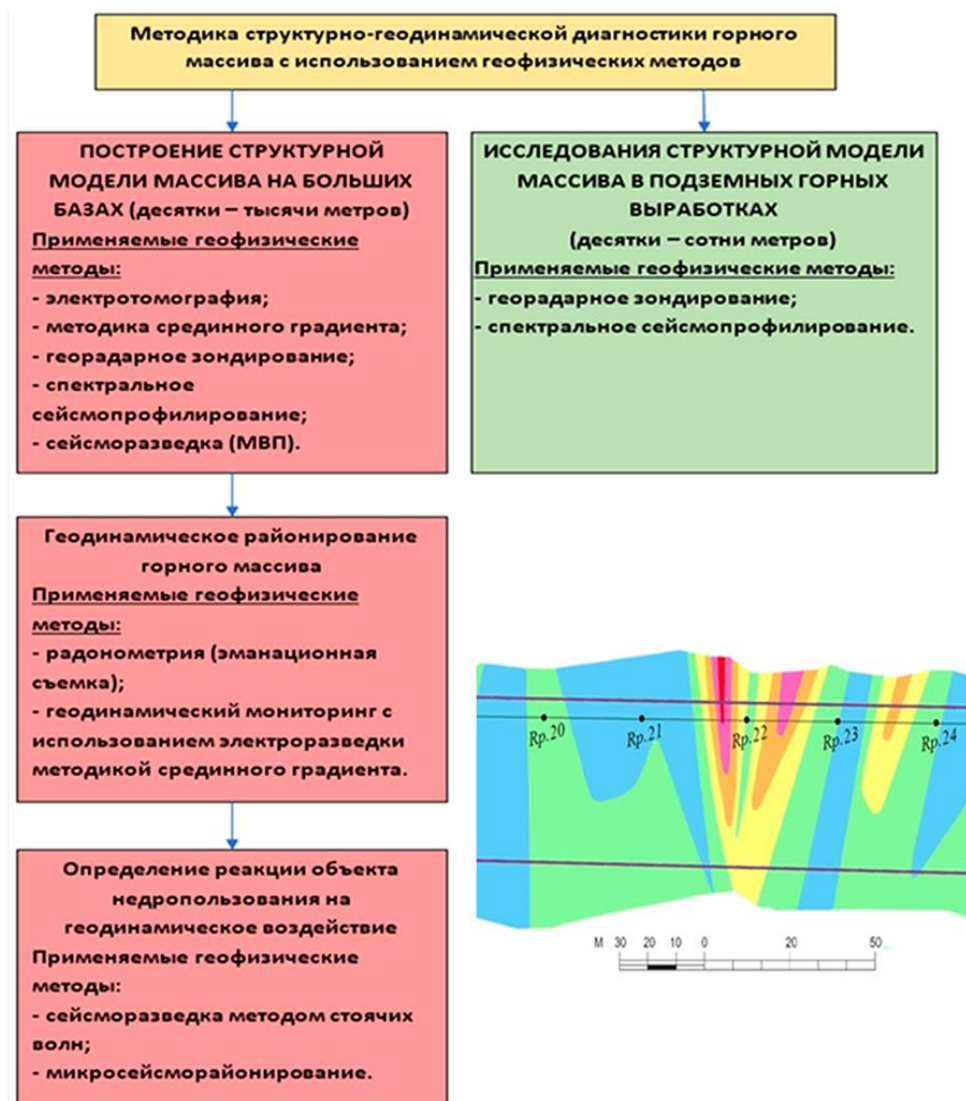 Методика структурно-геодинамической диагностики горного
массива с использованием геофизических методов
ПОСТРОЕНИЕ СТРУКТУРНОЙ
МОДЕЛИ МАССИВА НА БОЛЬШИХ
БАЗАХ (десятки – тысячи метров)
Применяемые геофизические
методы:
- электротомография;
- методика срединного градиента;
- георадарное зондирование;
- спектральное
сейсмопрофилирование;
- сейсморазведка (МВП).
ИССЛЕДОВАНИЯ СТРУКТУРНОЙ МОДЕЛИ
МАССИВА В ПОДЗЕМНЫХ ГОРНЫХ
ВЫРАБОТКАХ
(десятки – сотни метров)
Применяемые геофизические методы:
- георадарное зондирование;
- спектральное сейсмопрофилирование.
Геодинамическое районирование
горного массива
Применяемые геофизические
методы:
- радонометрия (эманационная
съемка);
- геодинамический мониторинг с
использованием электроразведки
методикой срединного градиента.
Определение реакции объекта
недропользования на
геодинамическое воздействие
Применяемые геофизические
методы:
- сейсморазведка методом стоячих
волн;
- микросейсморайонирование.
Rp.20 Rp.21 Rp.22 Rp.23 Rp.24
М 30 20 10 0 20 50